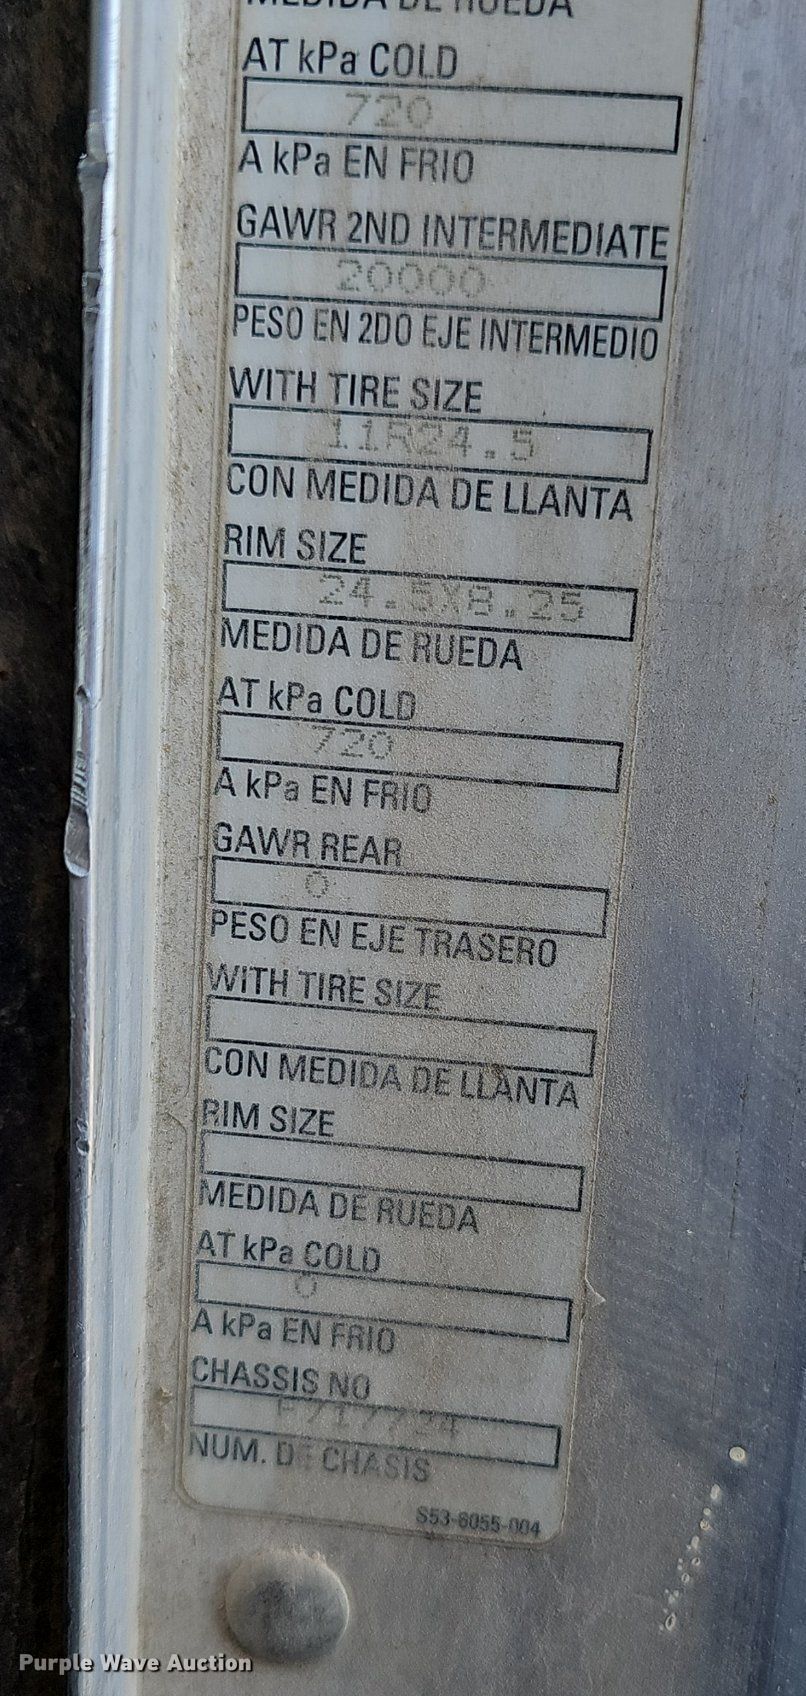 MEDIDA DE RUEDA
AT kPa COLD
720
A kPa EN FRIO
GAWR 2ND INTERMEDIATE
20000
PESO EN 2DO EJE INTERMEDIO
WITH TIRE SIZE
11R24.5
CON MEDIDA DE LLANTA
RIM SIZE
24.5X8.25
MEDIDA DE RUEDA
AT kPa COLD
720
A kPa EN FRIO
GAWR REAR
0
PESO EN EJE TRASERO
WITH TIRE SIZE
CON MEDIDA DE LLANTA
RIM SIZE
MEDIDA DE RUEDA
AT kPa COLD
0
A kPa EN FRIO
CHASSIS NO
NUM. DE CHASIS
S53-6055-004
Purple Wave Auction